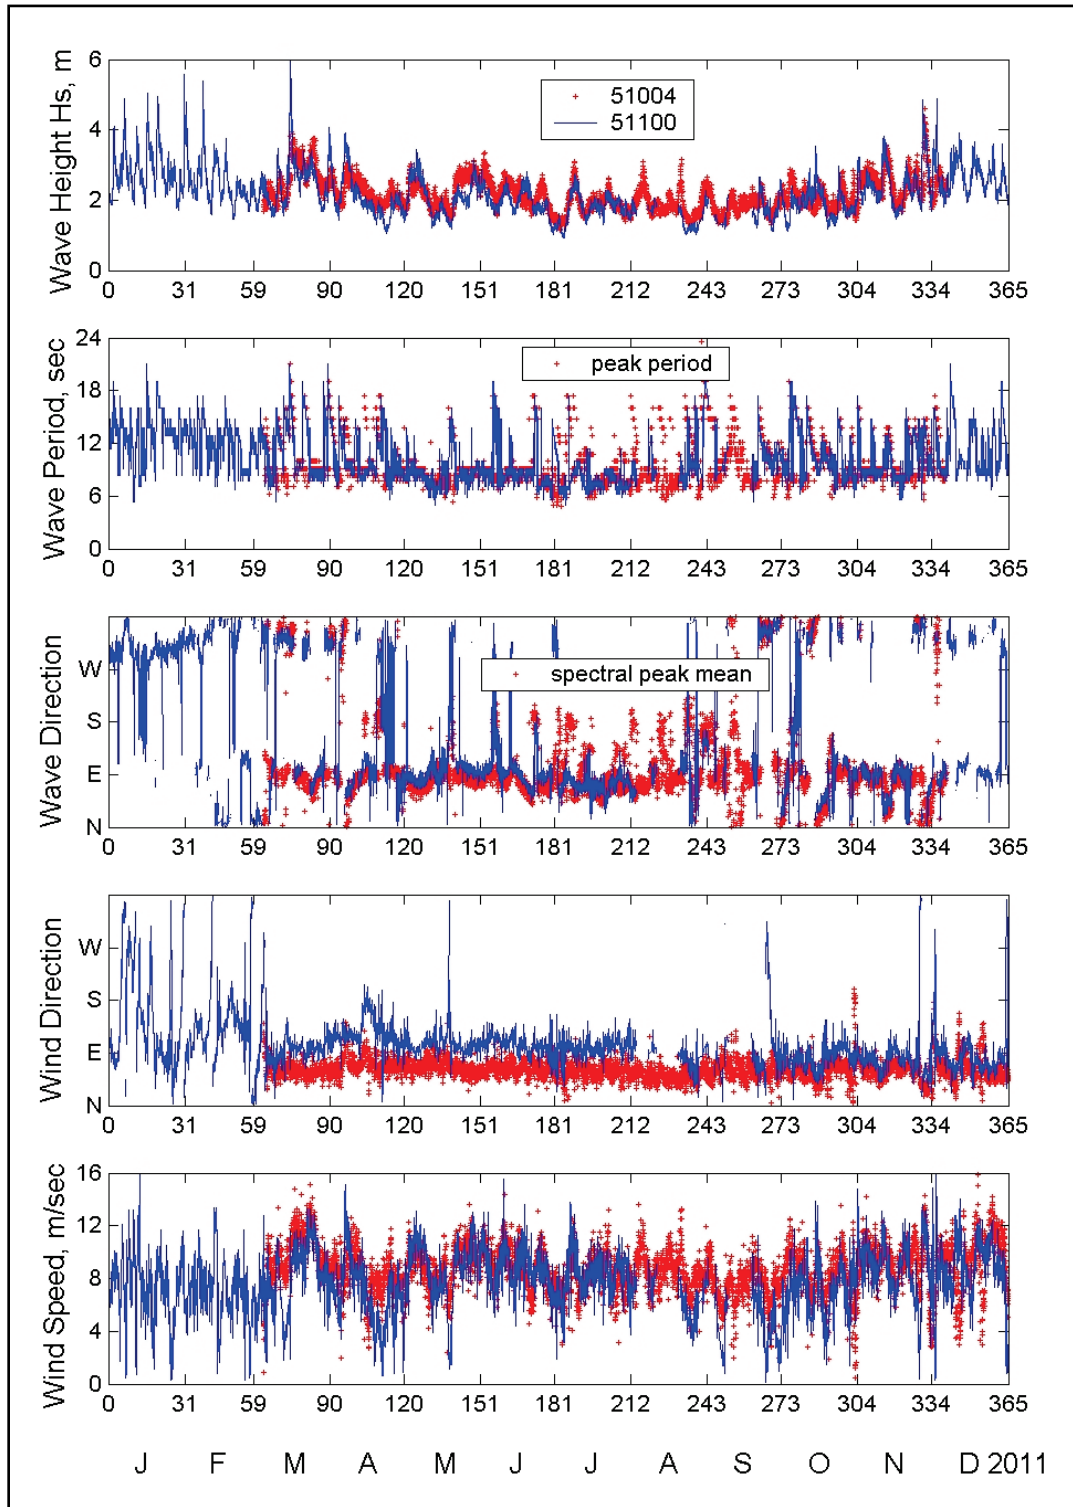 Wave Height Hs, m
6
4
2
0
51004
51100
0 31 59 90 120 151 181 212 243 273 304 334 365
Wave Period, sec
24
18
12
6
0
peak period
0 31 59 90 120 151 181 212 243 273 304 334 365
Wave Direction
W
S
E
N
spectral peak mean
0 31 59 90 120 151 181 212 243 273 304 334 365
Wind Direction
W
S
E
N
0 31 59 90 120 151 181 212 243 273 304 334 365
Wind Speed, m/sec
16
12
8
4
0
0 31 59 90 120 151 181 212 243 273 304 334 365
J F M A M J J A S O N D 2011